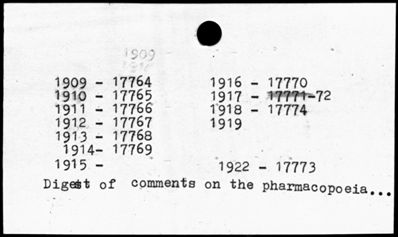 1909
1909 - 17764
1910 - 17765
1911 - 17766
1912 - 17767
1913 - 17768
1914- 17769
1915 -
1916 - 17770
1917 - 17771-72
1918 - 17774
1919
1922 - 17773
Digest of comments on the pharmacopoeia...